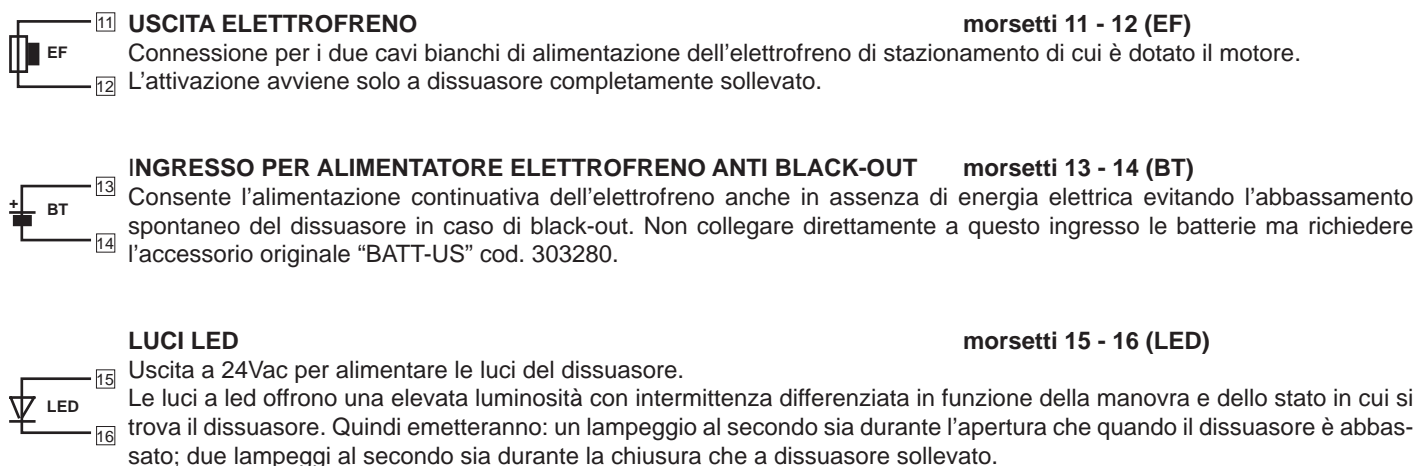 11 USCITA ELETTROFRENO morsetti 11 - 12 (EF)
EF Connessione per i due cavi bianchi di alimentazione dell'elettrofreno di stazionamento di cui è dotato il motore.
12 L'attivazione avviene solo a dissuasore completamente sollevato.
INGRESSO PER ALIMENTATORE ELETTROFRENO ANTI BLACK-OUT morsetti 13 - 14 (BT)
13 Consente l'alimentazione continuativa dell'elettrofreno anche in assenza di energia elettrica evitando l'abbassamento
+ BT spontaneo del dissuasore in caso di black-out. Non collegare direttamente a questo ingresso le batterie ma richiedere
14 l'accessorio originale “BATT-US” cod. 303280.
LUCI LED morsetti 15 - 16 (LED)
15 Uscita a 24Vac per alimentare le luci del dissuasore.
LED Le luci a led offrono una elevata luminosità con intermittenza differenziata in funzione della manovra e dello stato in cui si
16 trova il dissuasore. Quindi emetteranno: un lampeggio al secondo sia durante l'apertura che quando il dissuasore è abbas-
sato; due lampeggi al secondo sia durante la chiusura che a dissuasore sollevato.